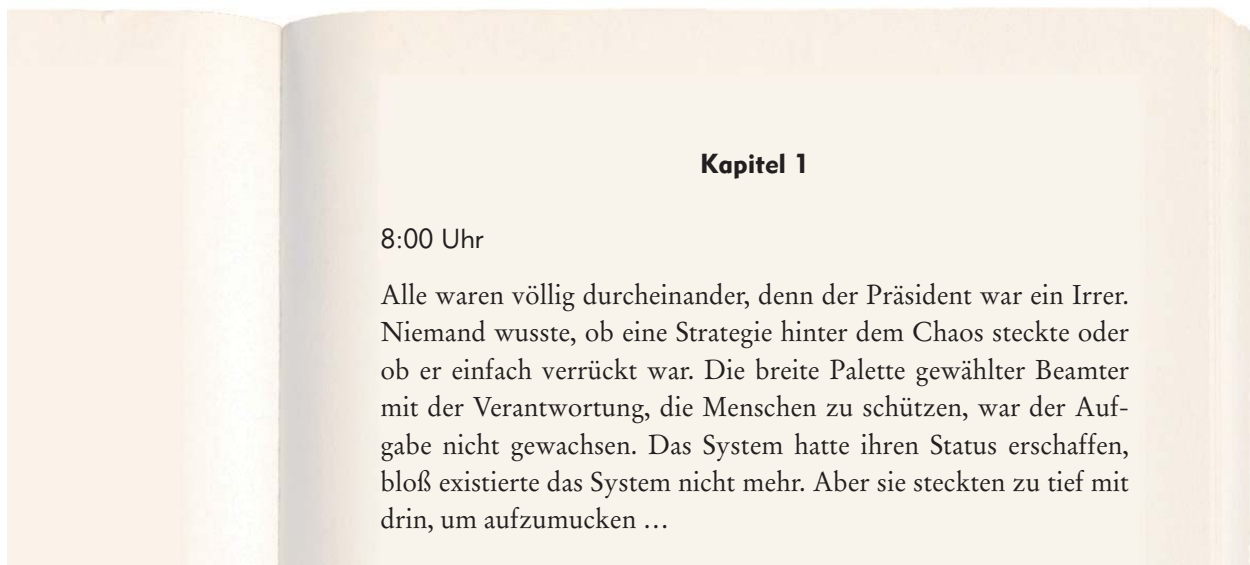 Kapitel 1
8:00 Uhr
Alle waren völlig durcheinander, denn der Präsident war ein Irrer.
Niemand wusste, ob eine Strategie hinter dem Chaos steckte oder
ob er einfach verrückt war. Die breite Palette gewählter Beamter
mit der Verantwortung, die Menschen zu schützen, war der Auf-
gabe nicht gewachsen. Das System hatte ihren Status erschaffen,
bloß existierte das System nicht mehr. Aber sie steckten zu tief mit
drin, um aufzumucken …